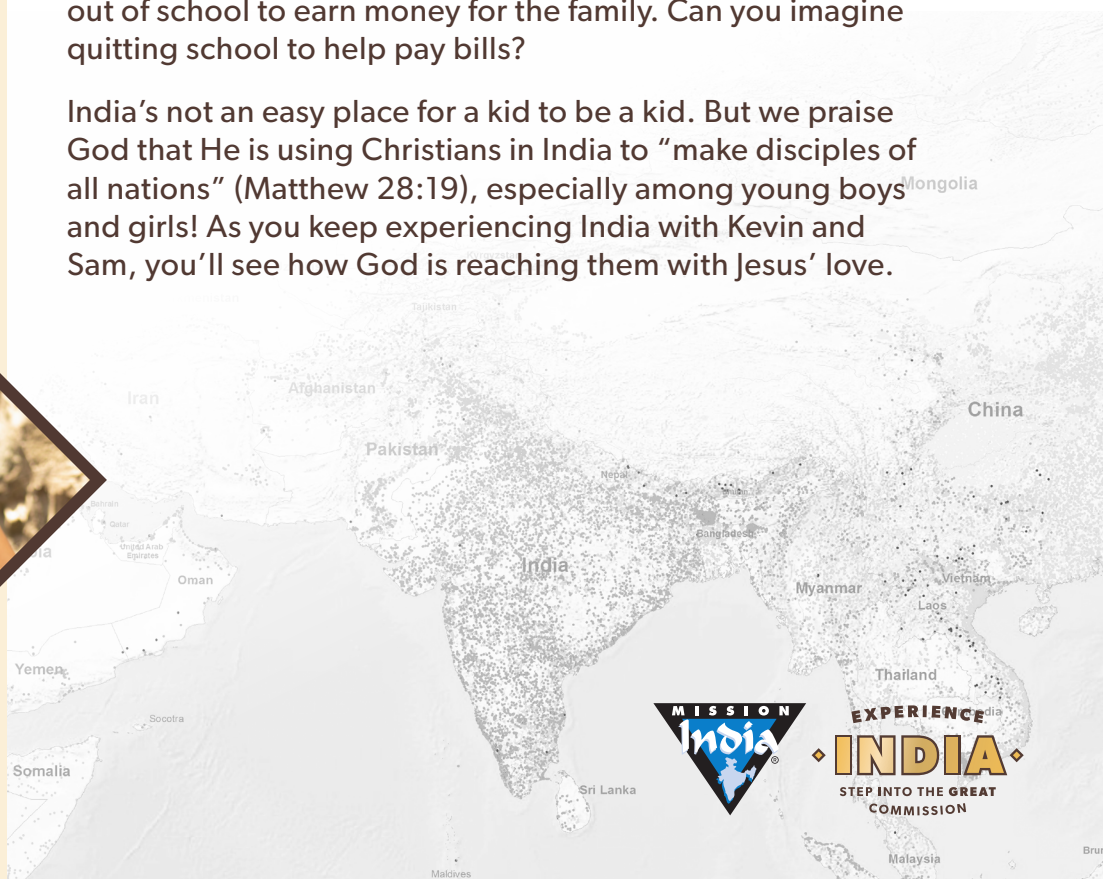 out of school to earn money for the family. Can you imagine
quitting school to help pay bills?
India’s not an easy place for a kid to be a kid. But we praise
God that He is using Christians in India to “make disciples of
all nations” (Matthew 28:19), especially among young boys
and girls! As you keep experiencing India with Kevin and
Sam, you’ll see how God is reaching them with Jesus’ love.
Mongolia
Tajikistan
Afghanistan
Iran
China
Pakistan
Nepal
Bhutan
Bahrain
Qatar
Bangladesh
United Arab
Emirates
India
Oman
Myanmar
Vietnam
Laos
Yemen
Thailand
Cambodia
Socotra
Somalia
Sri Lanka
Malaysia
Maldives
MISSION
India
®
EXPERIENCE
INDIA
STEP INTO THE GREAT
COMMISSION